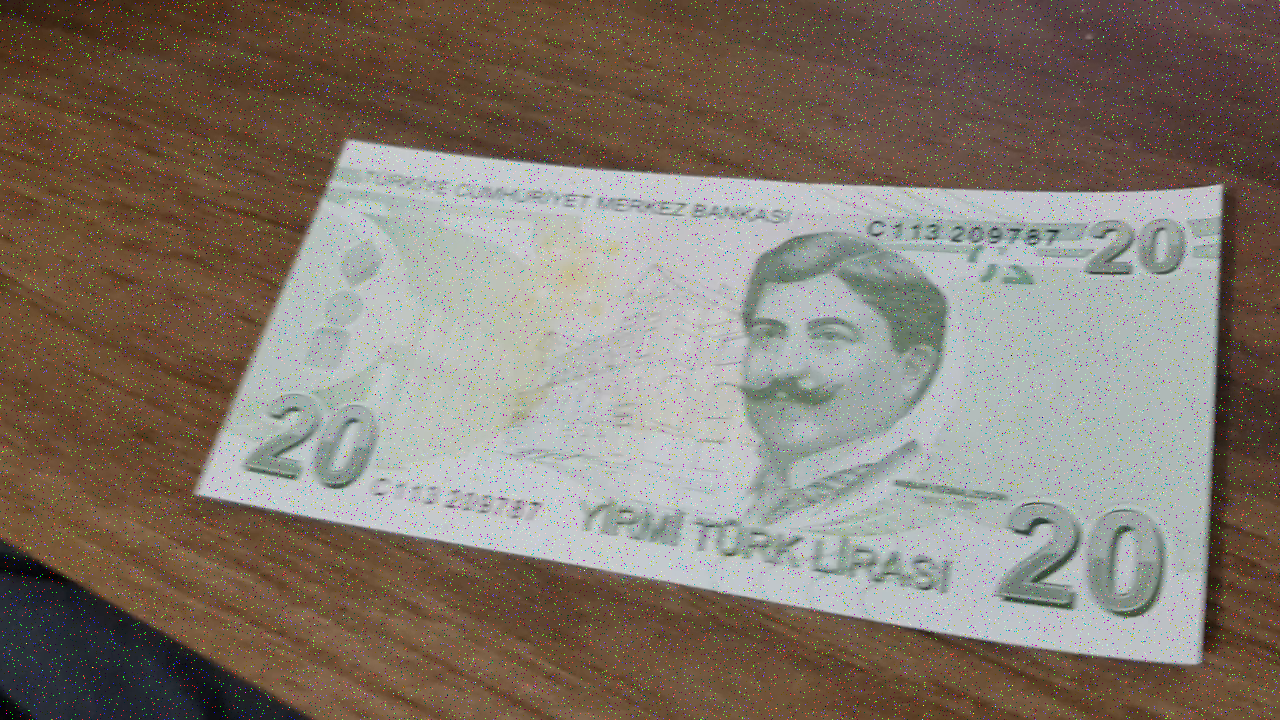 TÜRKİYE CUMHURİYET MERKEZ BANKASI
C113 209787
20
20
C113 209787
YİRMİ TÜRK LİRASI
20